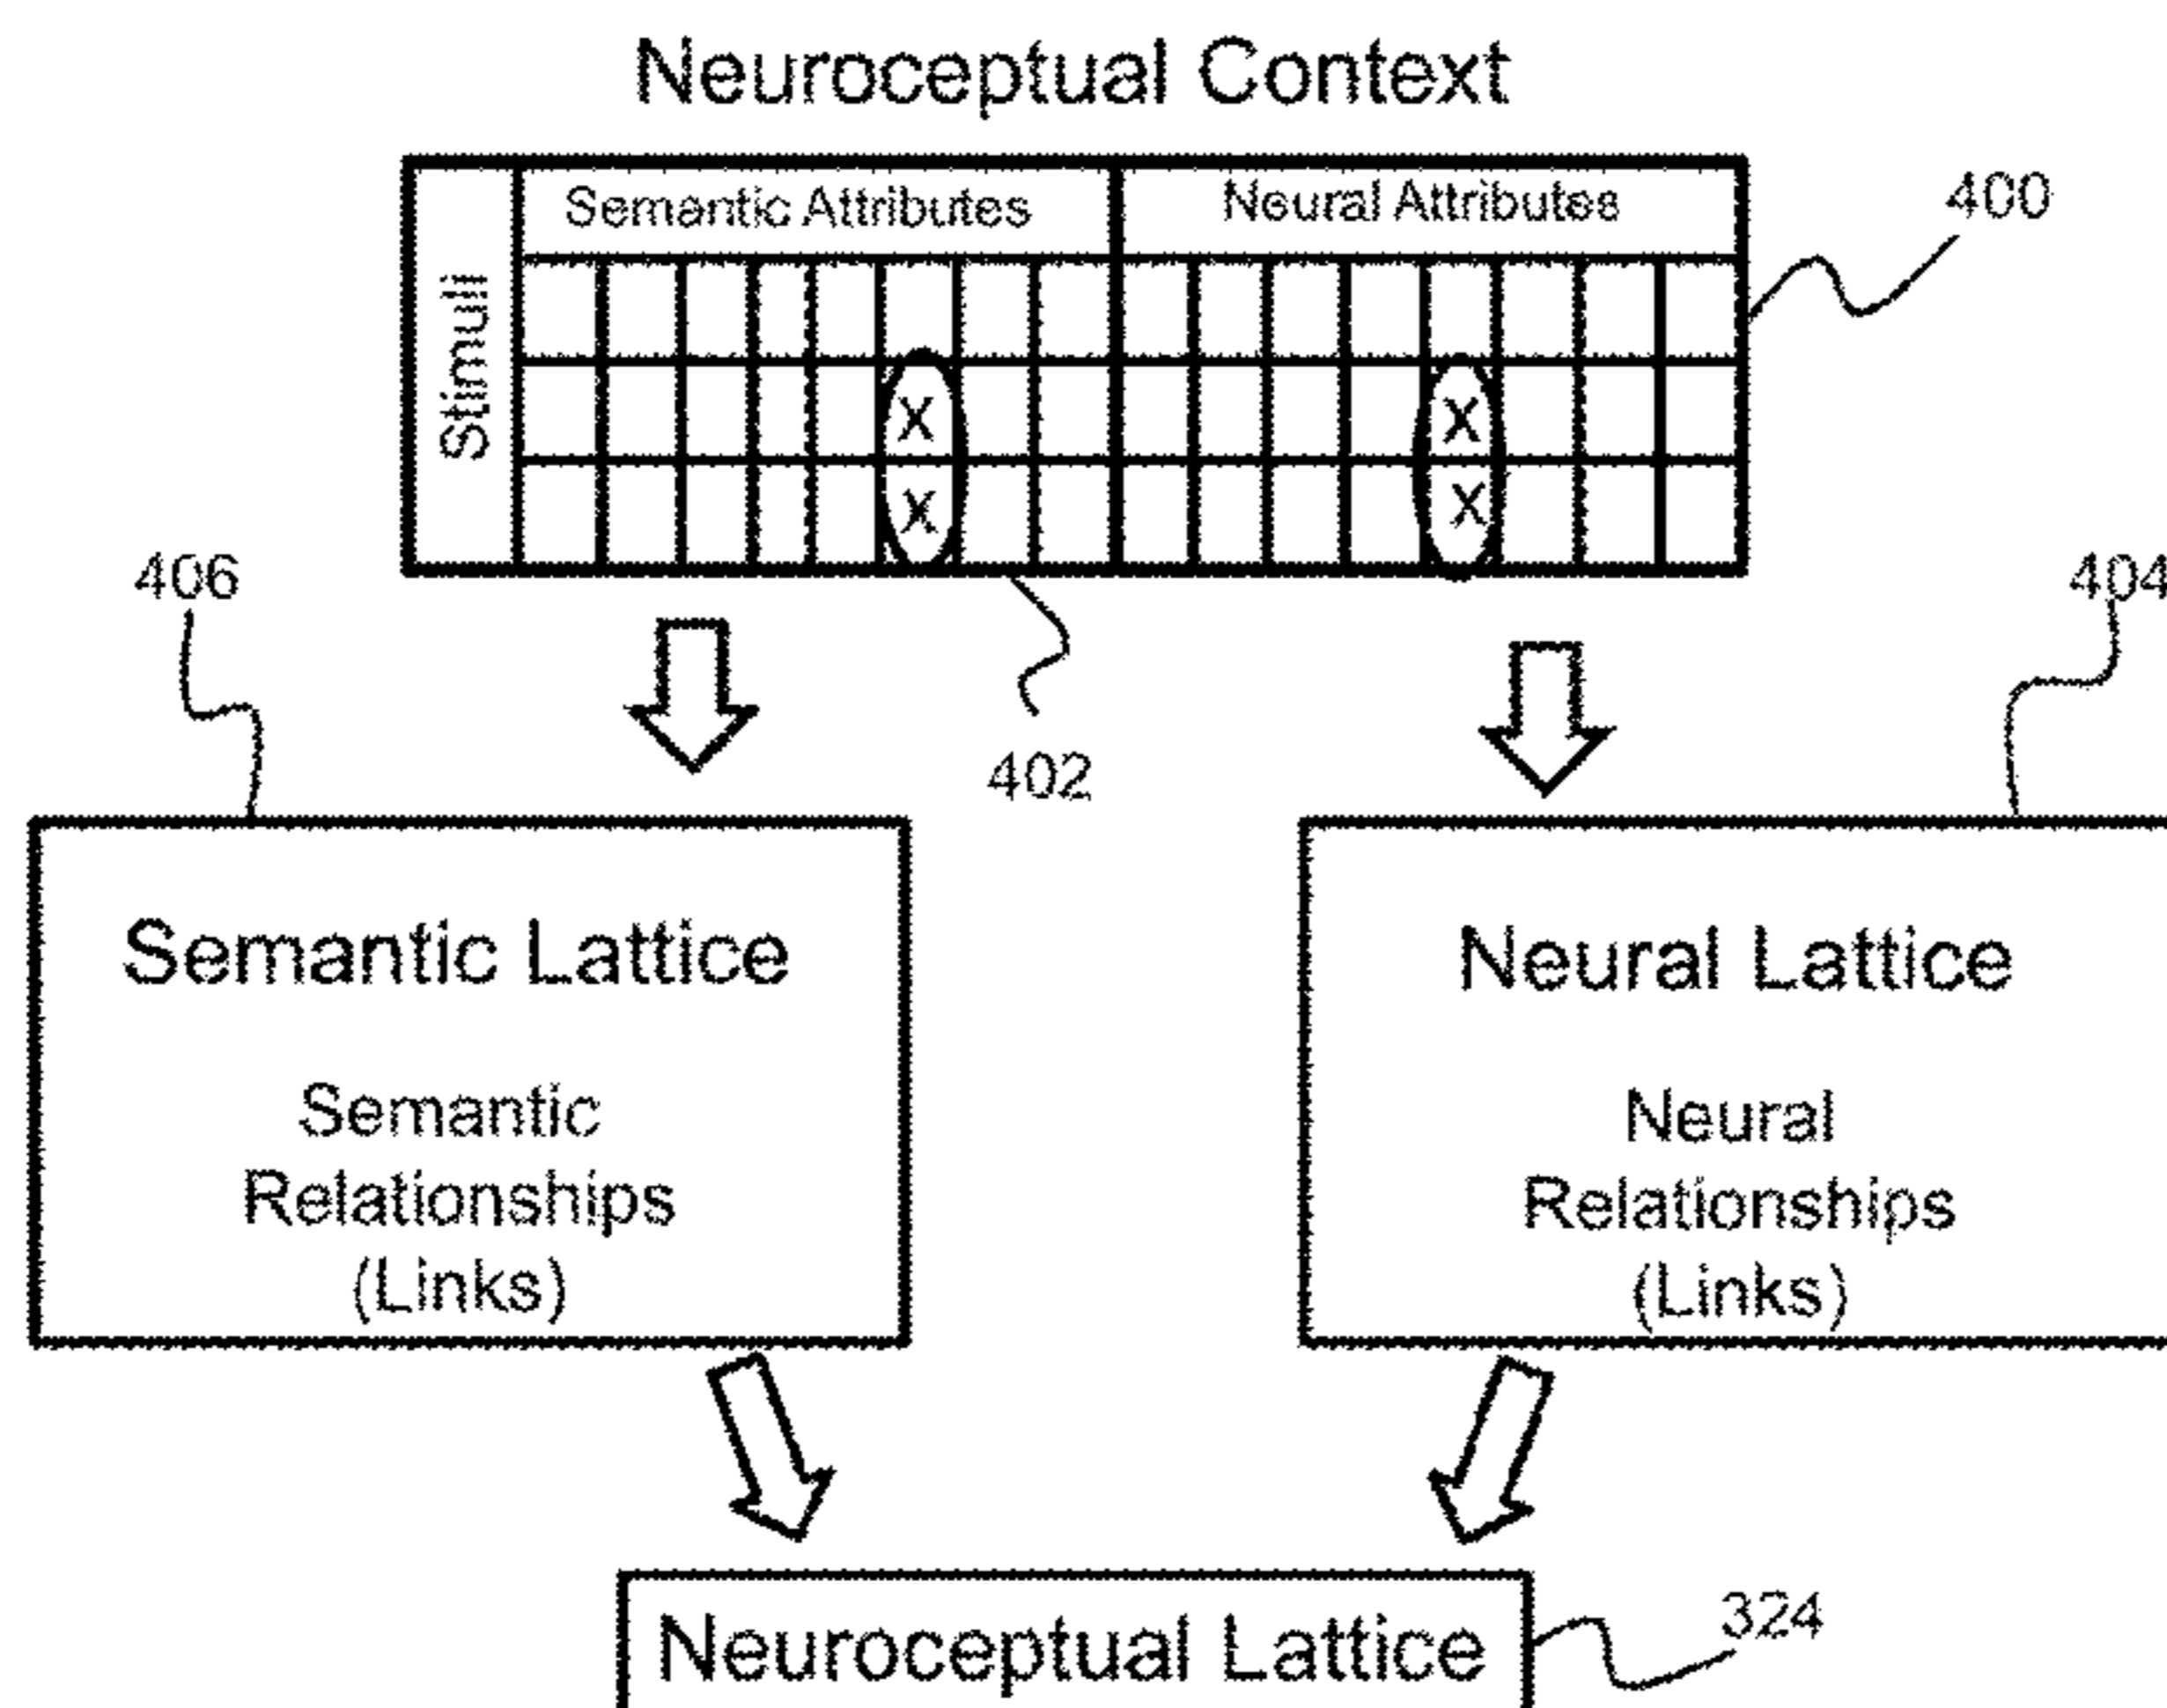 Neuroceptual Context
Semantic Attributes
Neural Attributes
400
Stimuli
X
X
X
X
406
404
402
Semantic Lattice
Semantic
Relationships
(Links)
Neural Lattice
Neural
Relationships
(Links)
Neuroceptual Lattice
324